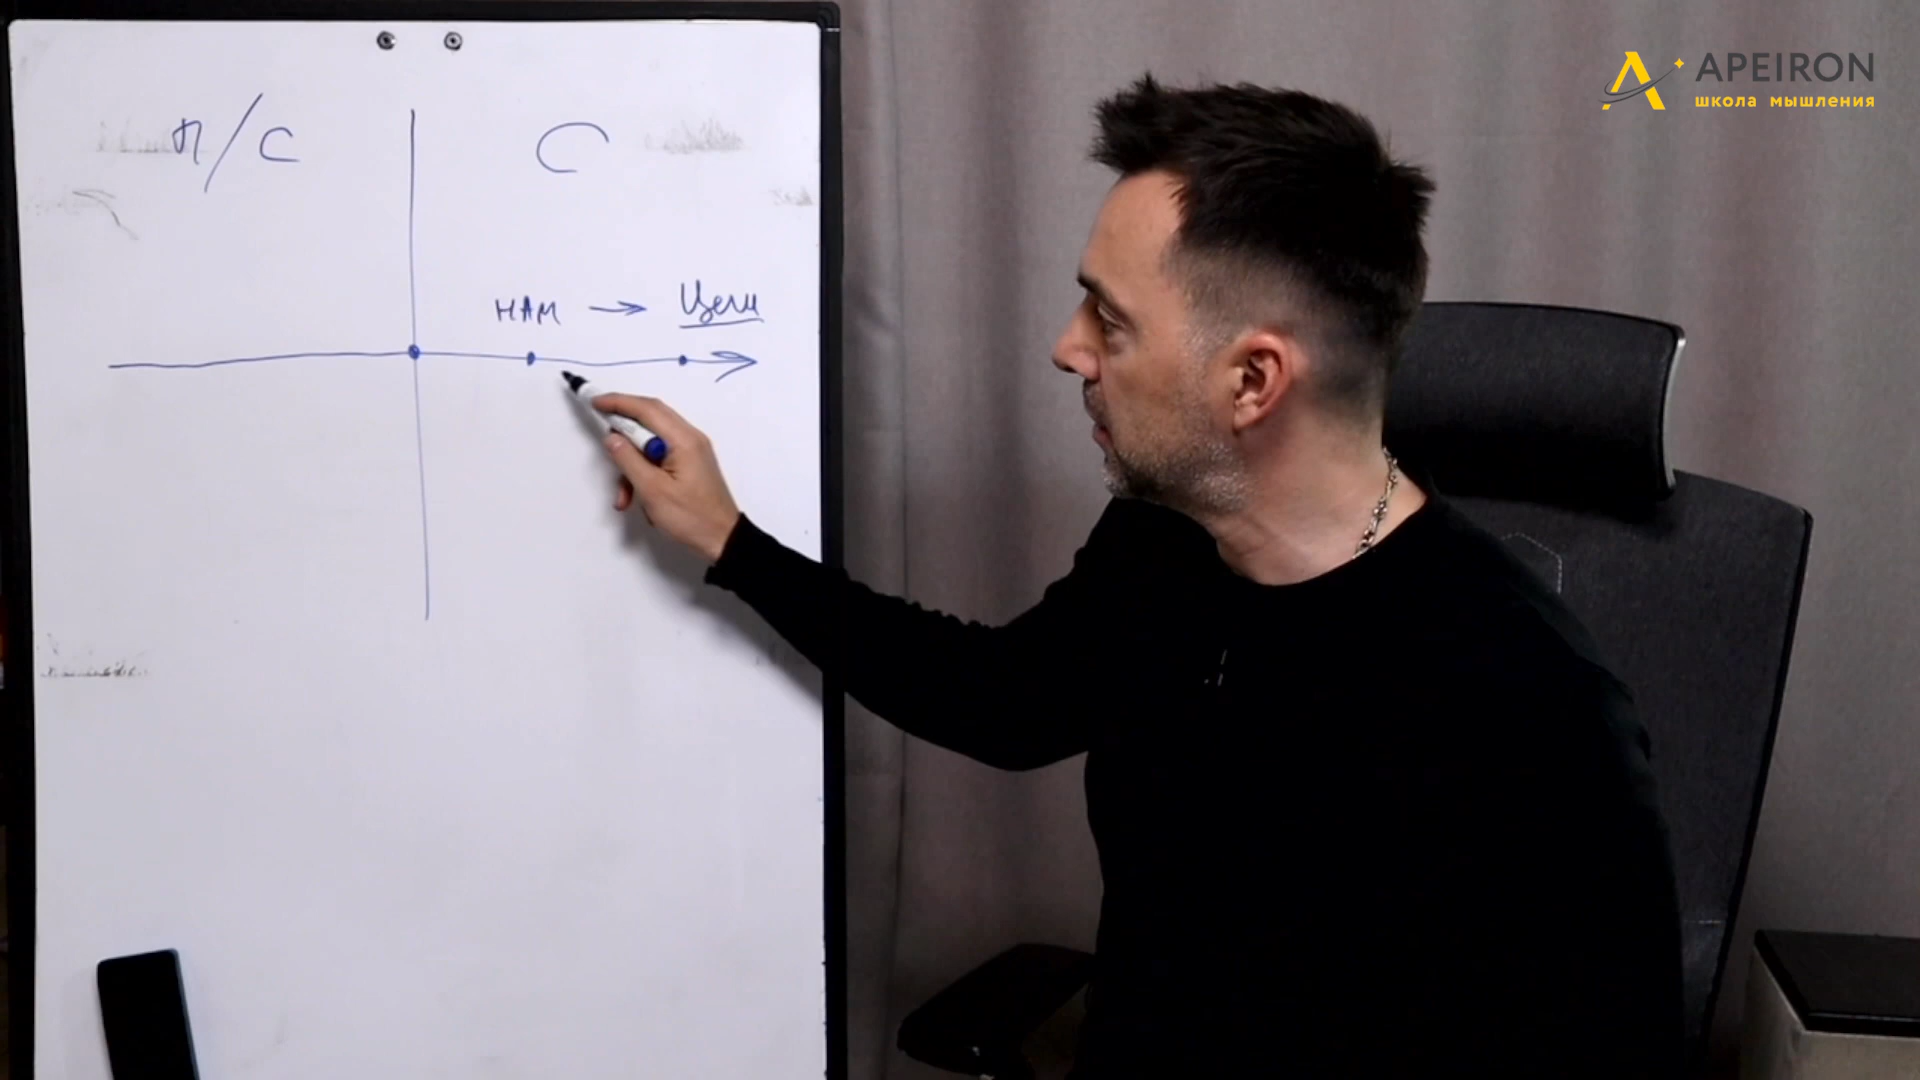 APEIRON
школа мышления
п/с
С
НАМ → Цели